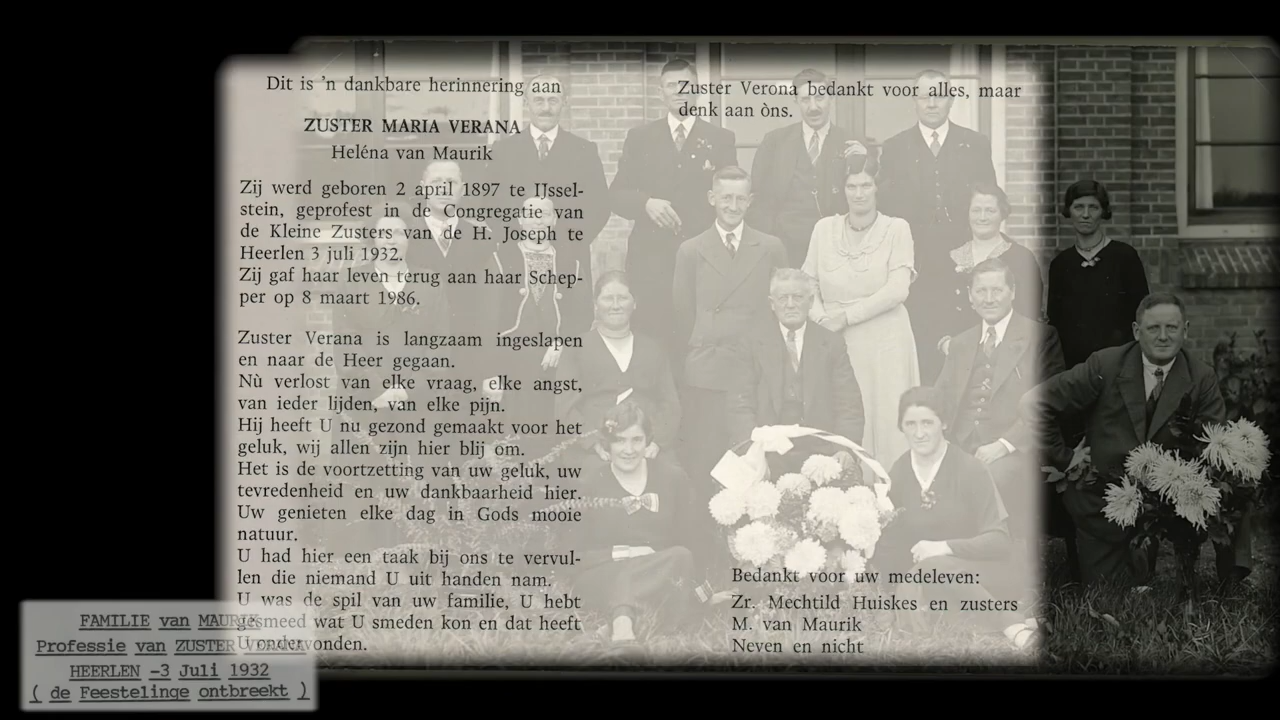 Dit is 'n dankbare herinnering aan
ZUSTER MARIA VERANA
Heléna van Maurik
Zij werd geboren 2 april 1897 te IJssel-
stein, geprofest in de Congregatie van
de Kleine Zusters van de H. Joseph te
Heerlen 3 juli 1932.
Zij gaf haar leven terug aan haar Schep-
per op 8 maart 1986.
Zuster Verana is langzaam ingeslapen
en naar de Heer gegaan.
Nù verlost van elke vraag, elke angst,
van ieder lijden, van elke pijn.
Hij heeft U nu gezond gemaakt voor het
geluk, wij allen zijn hier blij om.
Het is de voortzetting van uw geluk, uw
tevredenheid en uw dankbaarheid hier.
Uw genieten elke dag in Gods mooie
natuur.
U had hier een taak bij ons te vervul-
len die niemand U uit handen nam.
U was de spil van uw familie, U hebt
gesmeed wat U smeden kon en dat heeft
U ondervonden.
Zuster Verona bedankt voor alles, maar
denk aan òns.
Bedankt voor uw medeleven:
Zr. Mechtild Huiskes en zusters
M. van Maurik
Neven en nicht
FAMILIE van MAURIK
Professie van ZUSTER
HEERLEN -3 Juli 1932
( de Feestelinge ontbreekt )